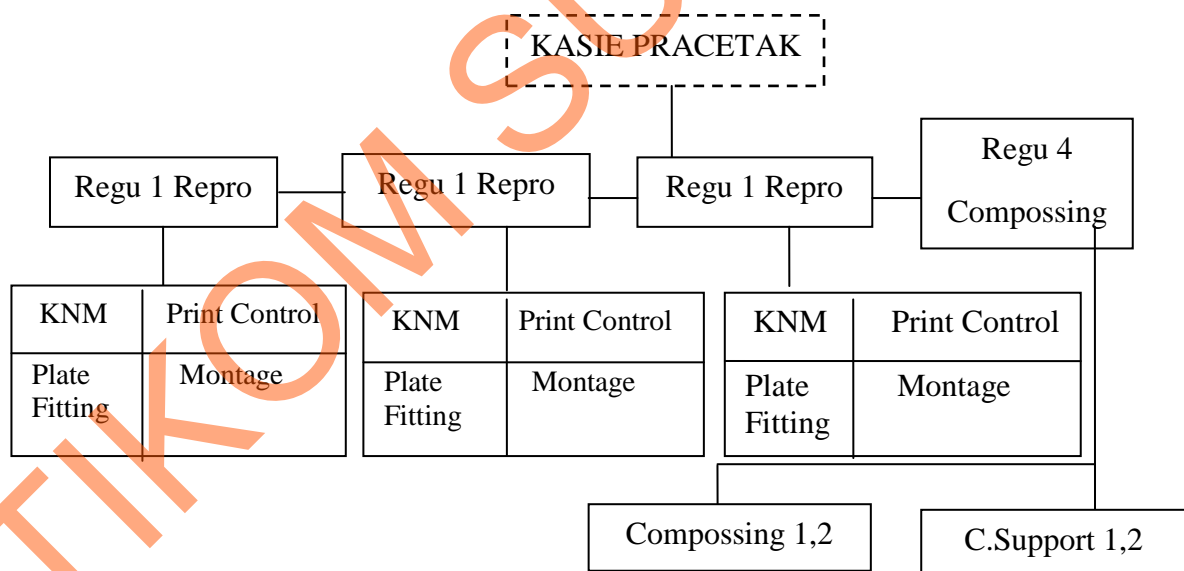 KASIE PRACETAK
Regu 1 Repro
Regu 1 Repro
Regu 1 Repro
Regu 4
Compossing
KNM
Print Control
Plate
Fitting
Montage
KNM
Print Control
Plate
Fitting
Montage
KNM
Print Control
Plate
Fitting
Montage
Compossing 1,2
C.Support 1,2
TIKOM SU